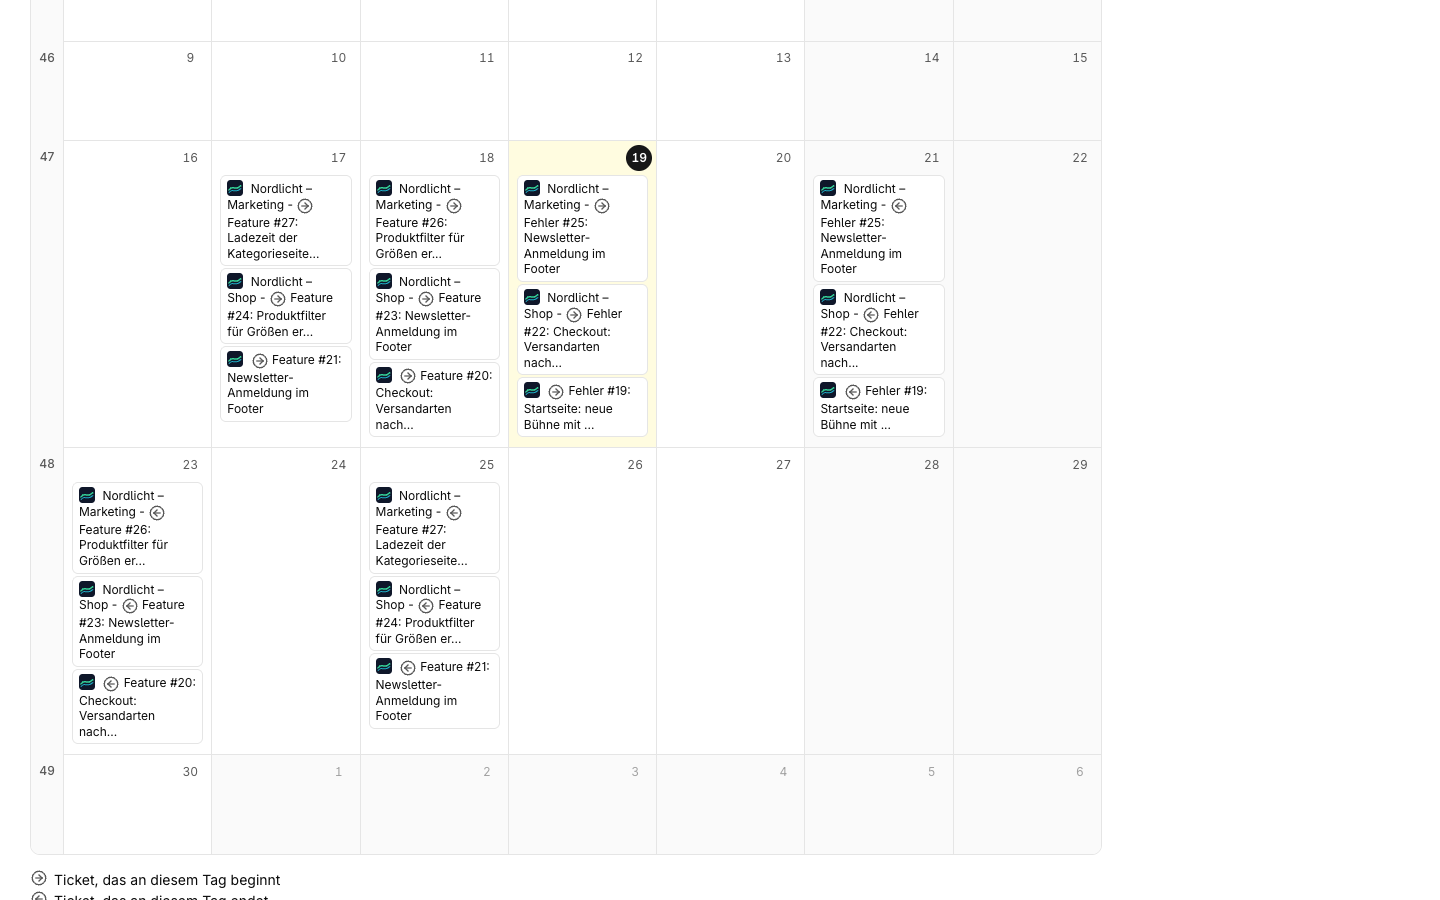 46
9
10
11
12
13
14
15
47
16
17
Nordlicht –
Marketing -
Feature #27:
Ladezeit der
Kategorieseite...
Nordlicht –
Shop - Feature
#24: Produktfilter
für Größen er...
Feature #21:
Newsletter-
Anmeldung im
Footer
18
Nordlicht –
Marketing -
Feature #26:
Produktfilter für
Größen er...
Nordlicht –
Shop - Feature
#23: Newsletter-
Anmeldung im
Footer
Feature #20:
Checkout:
Versandarten
nach...
19
Nordlicht –
Marketing -
Fehler #25:
Newsletter-
Anmeldung im
Footer
Nordlicht –
Shop - Fehler
#22: Checkout:
Versandarten
nach...
Fehler #19:
Startseite: neue
Bühne mit ...
20
21
Nordlicht –
Marketing -
Fehler #25:
Newsletter-
Anmeldung im
Footer
Nordlicht –
Shop - Fehler
#22: Checkout:
Versandarten
nach...
Fehler #19:
Startseite: neue
Bühne mit ...
22
48
23
Nordlicht –
Marketing -
Feature #26:
Produktfilter für
Größen er...
Nordlicht –
Shop - Feature
#23: Newsletter-
Anmeldung im
Footer
Feature #20:
Checkout:
Versandarten
nach...
24
25
Nordlicht –
Marketing -
Feature #27:
Ladezeit der
Kategorieseite...
Nordlicht –
Shop - Feature
#24: Produktfilter
für Größen er...
Feature #21:
Newsletter-
Anmeldung im
Footer
26
27
28
29
49
30
1
2
3
4
5
6
Ticket, das an diesem Tag beginnt
Ticket, das an diesem Tag endet